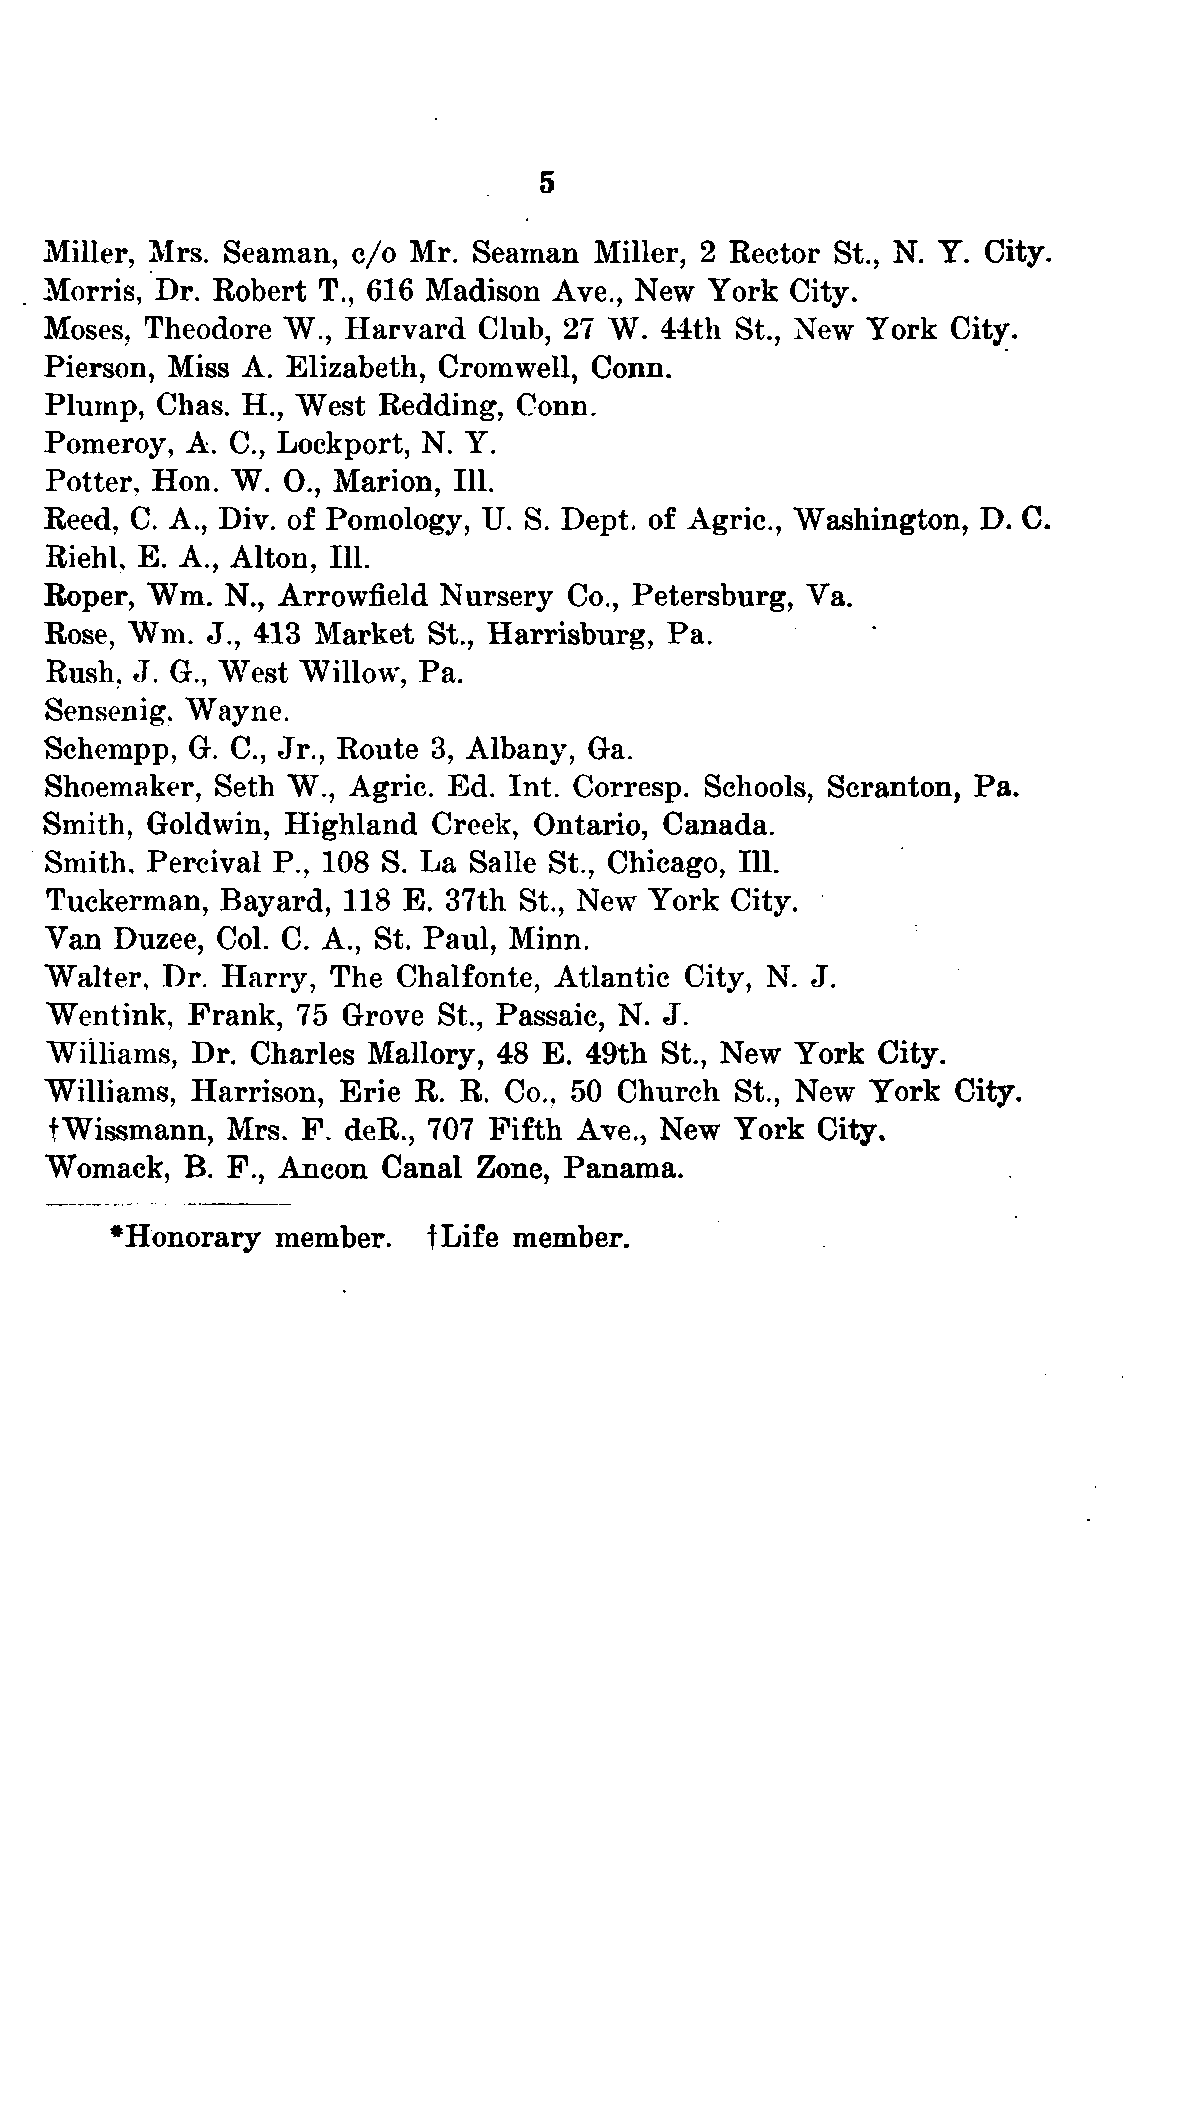 5
Miller, Mrs. Seaman, c/o Mr. Seaman Miller, 2 Rector St., N. Y. City.
Morris, Dr. Robert T., 616 Madison Ave., New York City.
Moses, Theodore W., Harvard Club, 27 W. 44th St., New York City.
Pierson, Miss A. Elizabeth, Cromwell, Conn.
Plump, Chas. H., West Redding, Conn.
Pomeroy, A. C., Lockport, N. Y.
Potter, Hon. W. O., Marion, Ill.
Reed, C. A., Div. of Pomology, U. S. Dept. of Agric., Washington, D. C.
Riehl, E. A., Alton, Ill.
Roper, Wm. N., Arrowfield Nursery Co., Petersburg, Va.
Rose, Wm. J., 413 Market St., Harrisburg, Pa.
Rush, J. G., West Willow, Pa.
Sensenig, Wayne.
Schempp, G. C., Jr., Route 3, Albany, Ga.
Shoemaker, Seth W., Agric. Ed. Int. Corresp. Schools, Scranton, Pa.
Smith, Goldwin, Highland Creek, Ontario, Canada.
Smith, Percival P., 108 S. La Salle St., Chicago, Ill.
Tuckerman, Bayard, 118 E. 37th St., New York City.
Van Duzee, Col. C. A., St. Paul, Minn.
Walter, Dr. Harry, The Chalfonte, Atlantic City, N. J.
Wentink, Frank, 75 Grove St., Passaic, N. J.
Williams, Dr. Charles Mallory, 48 E. 49th St., New York City.
Williams, Harrison, Erie R. R. Co., 50 Church St., New York City.
†Wissmann, Mrs. F. deR., 707 Fifth Ave., New York City.
Womack, B. F., Ancon Canal Zone, Panama.
*Honorary member. †Life member.